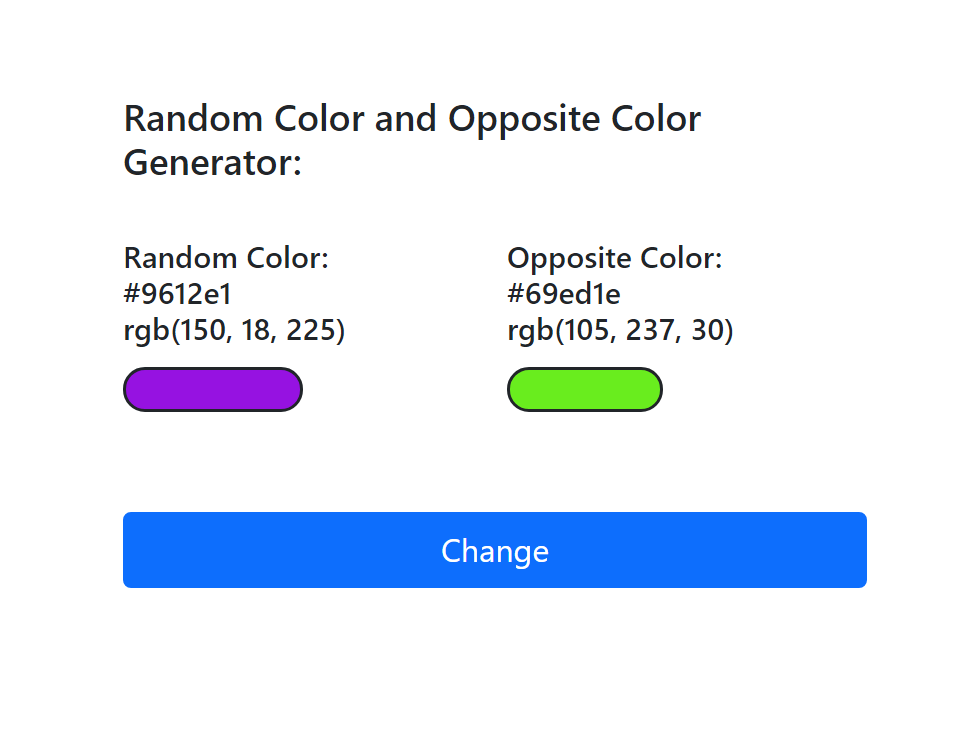 Random Color and Opposite Color
Generator:
Random Color:
#9612e1
rgb(150, 18, 225)
Opposite Color:
#69ed1e
rgb(105, 237, 30)
Change